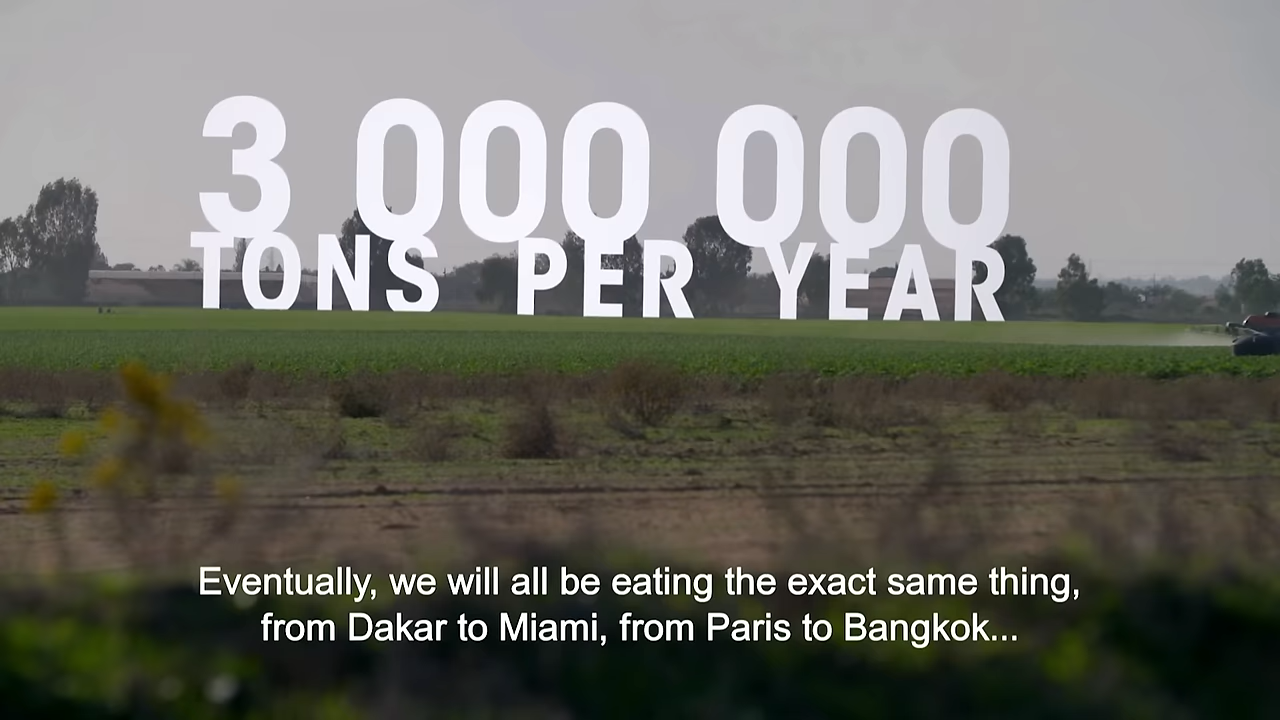 3 000 000
TONS PER YEAR
Eventually, we will all be eating the exact same thing,
from Dakar to Miami, from Paris to Bangkok...